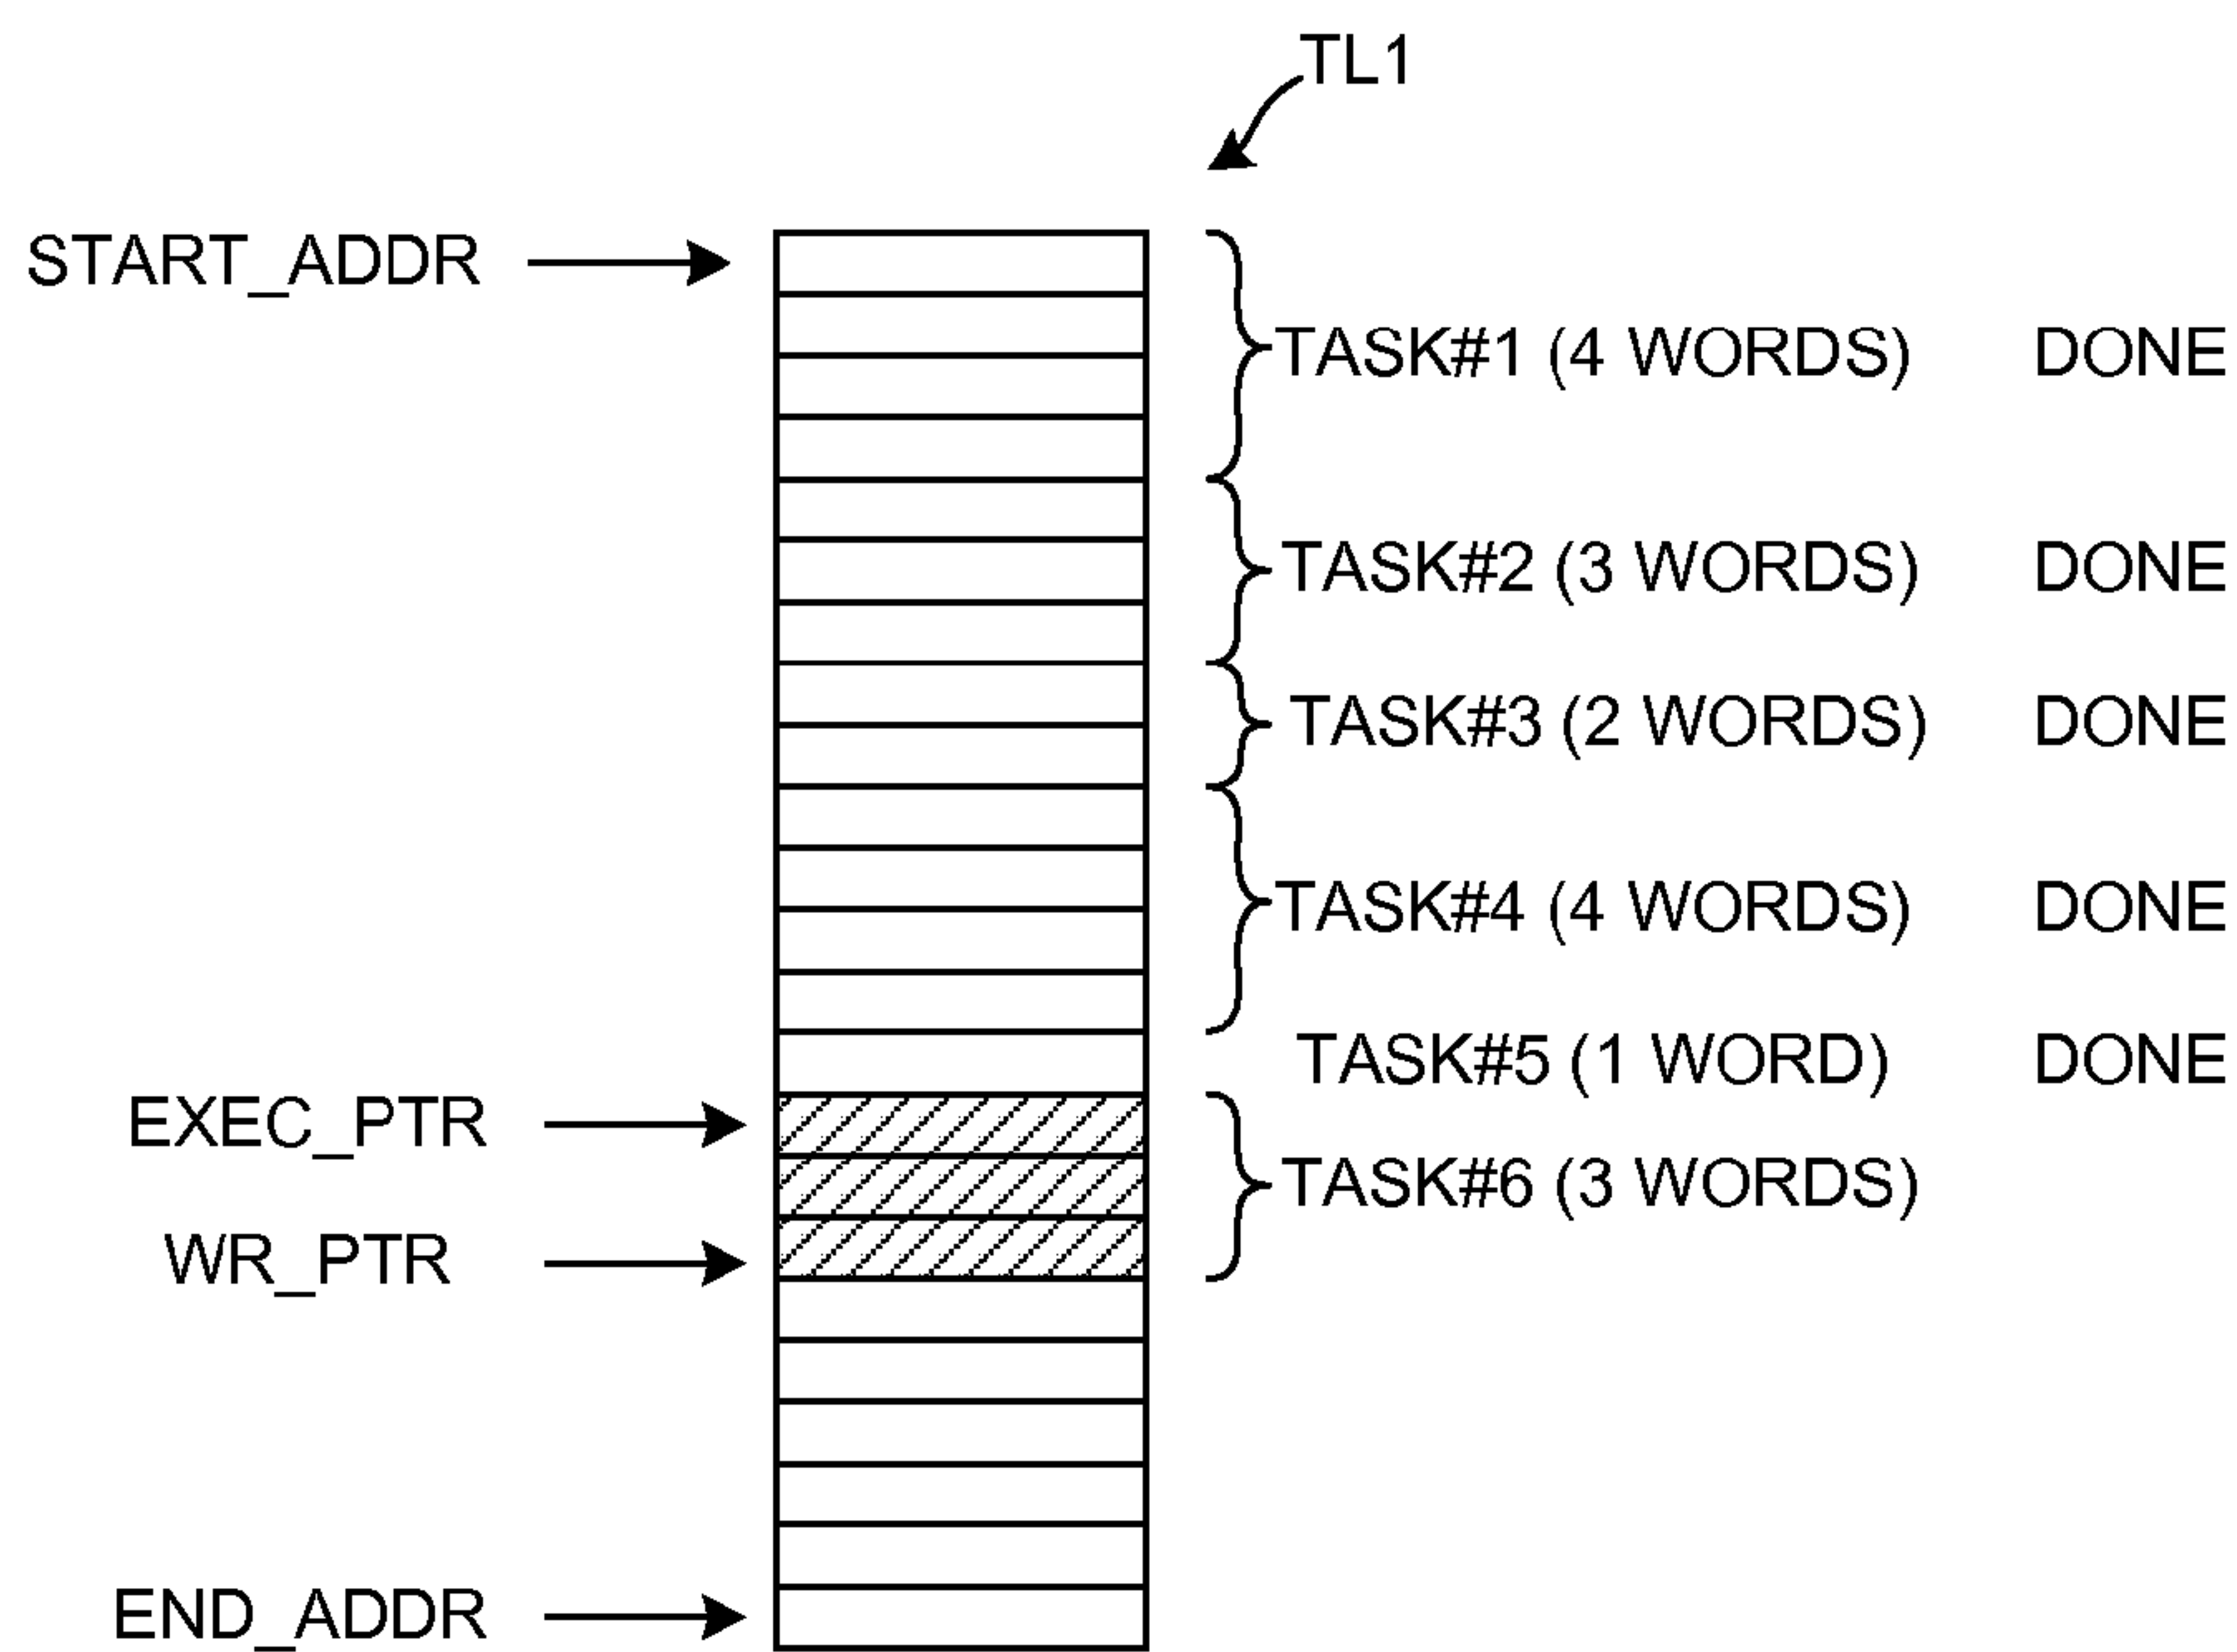 TL1
START_ADDR
TASK#1 (4 WORDS) DONE
TASK#2 (3 WORDS) DONE
TASK#3 (2 WORDS) DONE
TASK#4 (4 WORDS) DONE
TASK#5 (1 WORD) DONE
EXEC_PTR
TASK#6 (3 WORDS)
WR_PTR
END_ADDR